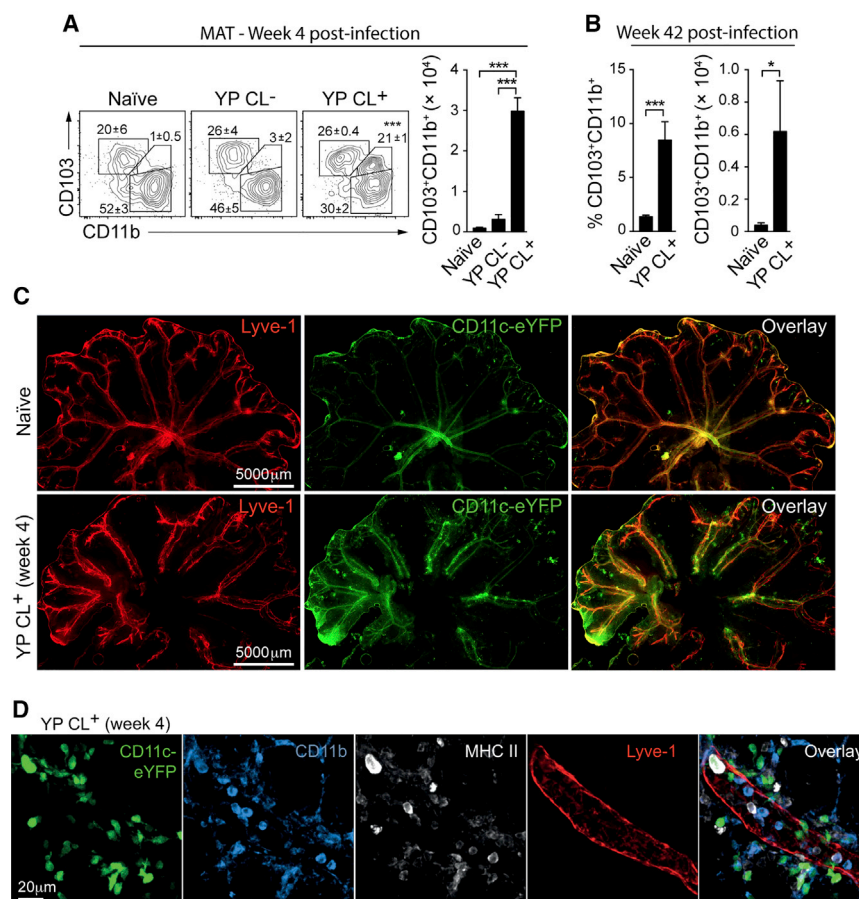 A
MAT - Week 4 post-infection
Naïve
YP CL-
YP CL+
20±6
1±0.5
52±3
26±4
3±2
46±5
26±0.4
***
21±1
30±2
CD103
CD11b
CD103+CD11b+ (× 10⁴)
4
3
2
1
0
***
***
Naïve
YP CL-
YP CL+
B
Week 42 post-infection
% CD103+CD11b+
15
10
5
0
***
Naïve
YP CL+
CD103+CD11b+ (× 10⁴)
1.0
0.8
0.6
0.4
0.2
0
*
Naïve
YP CL+
C
Naïve
Lyve-1
CD11c-eYFP
Overlay
5000μm
YP CL+ (week 4)
Lyve-1
CD11c-eYFP
Overlay
5000μm
D
YP CL+ (week 4)
CD11c-
eYFP
CD11b
MHC II
Lyve-1
Overlay
20μm